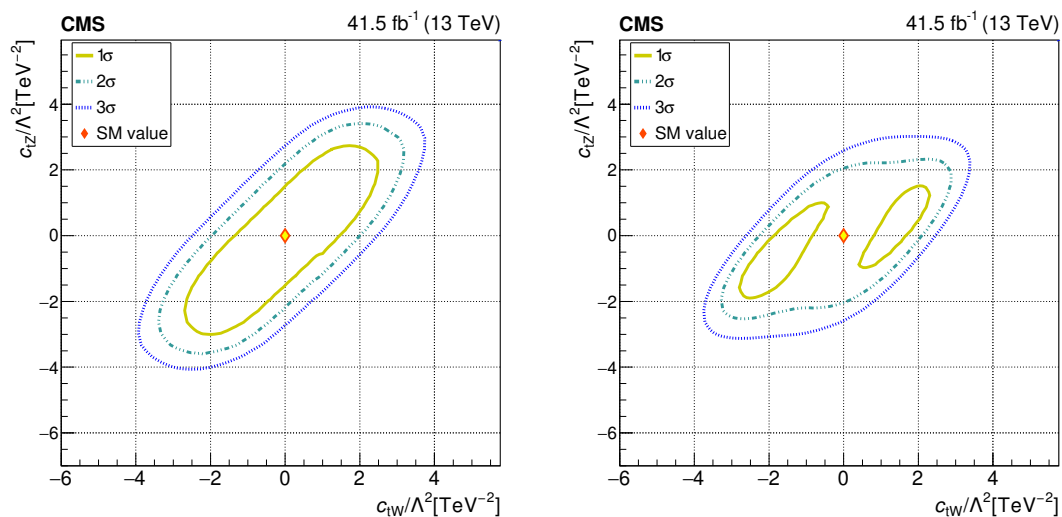 CMS 41.5 fb⁻¹ (13 TeV)
c_tZ/Λ²[TeV⁻²]
1σ
2σ
3σ
SM value
4
2
0
−2
−4
−6
−6 −4 −2 0 2 4
c_tW/Λ²[TeV⁻²]
CMS 41.5 fb⁻¹ (13 TeV)
c_tZ/Λ²[TeV⁻²]
1σ
2σ
3σ
SM value
4
2
0
−2
−4
−6
−6 −4 −2 0 2 4
c_tW/Λ²[TeV⁻²]